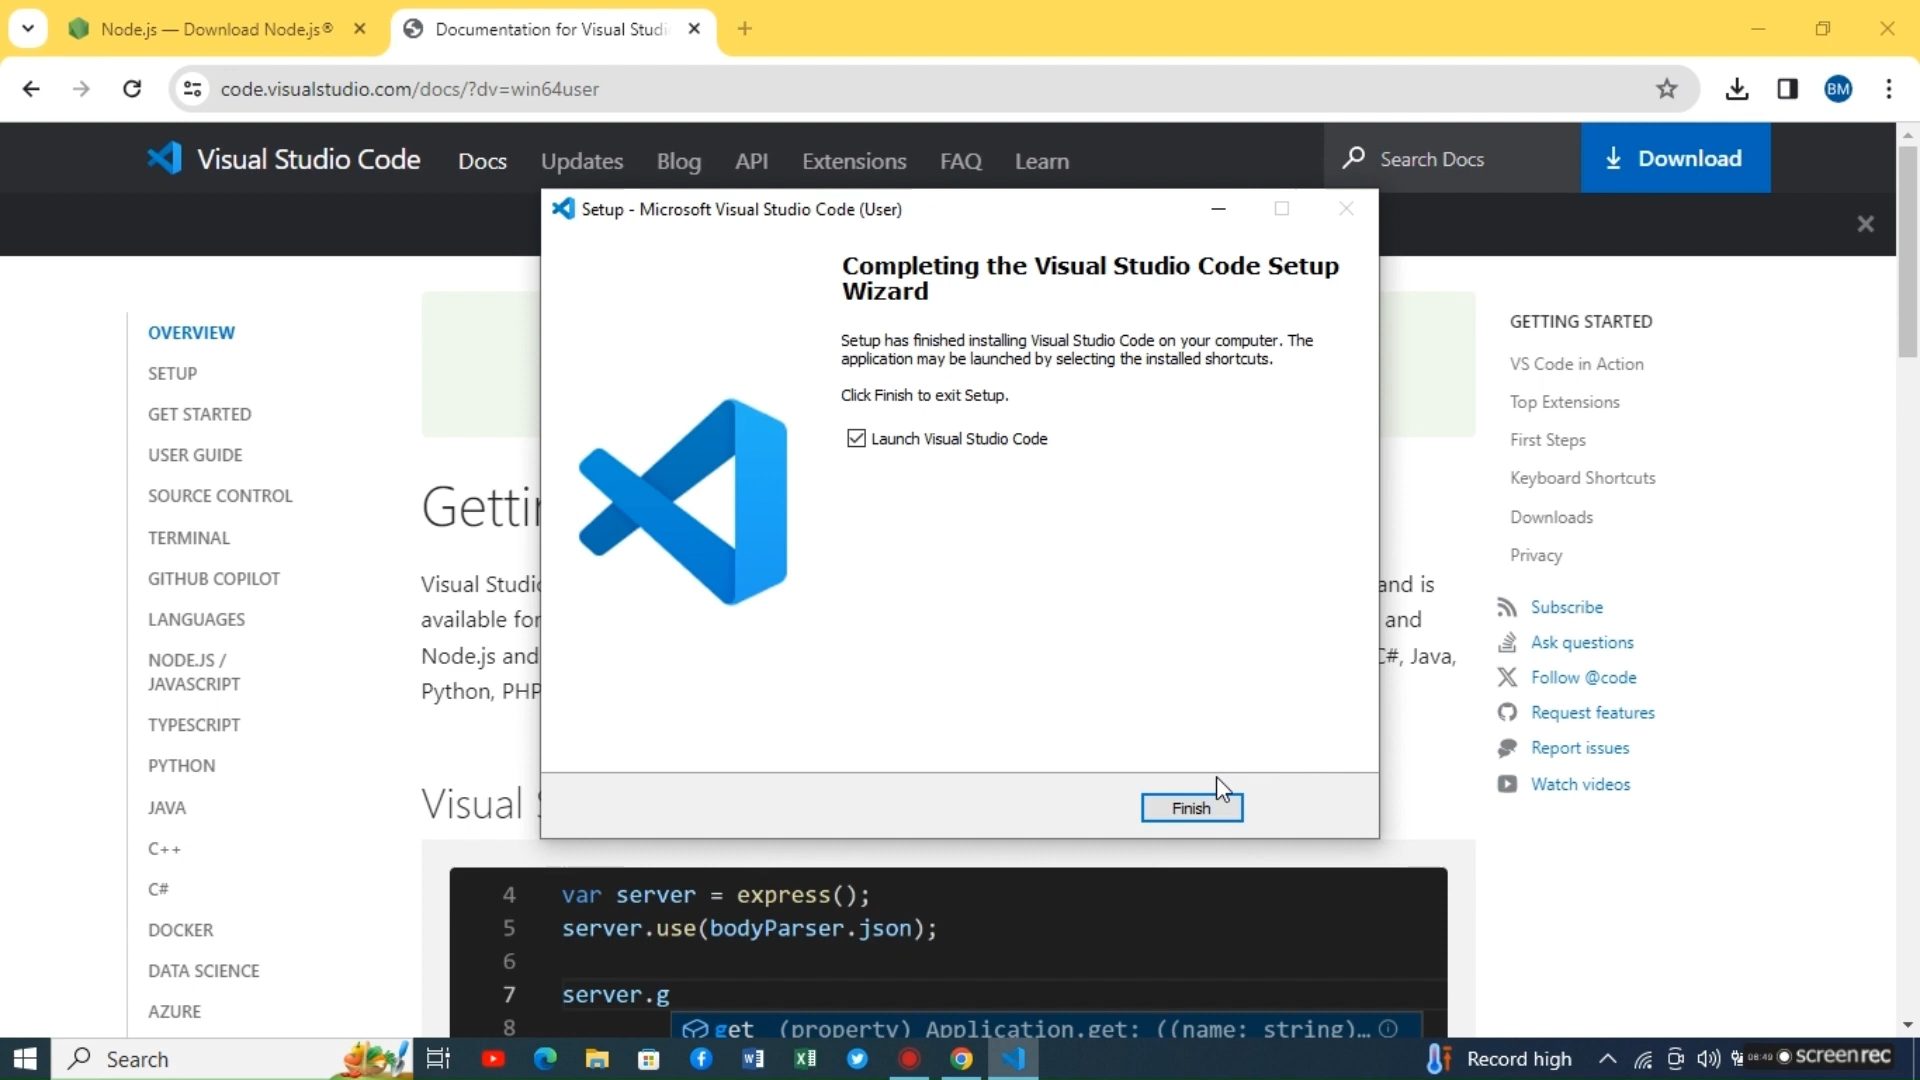 Node.js — Download Node.js®
Documentation for Visual Studi
code.visualstudio.com/docs/?dv=win64user
BM
Visual Studio Code
Docs
Updates
Blog
API
Extensions
FAQ
Learn
Search Docs
Download
Setup - Microsoft Visual Studio Code (User)
Completing the Visual Studio Code Setup
Wizard
Setup has finished installing Visual Studio Code on your computer. The
application may be launched by selecting the installed shortcuts.
Click Finish to exit Setup.
Launch Visual Studio Code
Finish
OVERVIEW
SETUP
GET STARTED
USER GUIDE
SOURCE CONTROL
TERMINAL
GITHUB COPILOT
LANGUAGES
NODE.JS /
JAVASCRIPT
TYPESCRIPT
PYTHON
JAVA
C++
C#
DOCKER
DATA SCIENCE
AZURE
Getti
Visual Studi
and is
available for
and
Node.js and
C#, Java,
Python, PHP
Visual
4 var server = express();
5 server.use(bodyParser.json);
6
7 server.g
8 get (property) Application.get: ((name: string)…
GETTING STARTED
VS Code in Action
Top Extensions
First Steps
Keyboard Shortcuts
Downloads
Privacy
Subscribe
Ask questions
Follow @code
Request features
Report issues
Watch videos
Search
Record high
08:49
screenrec